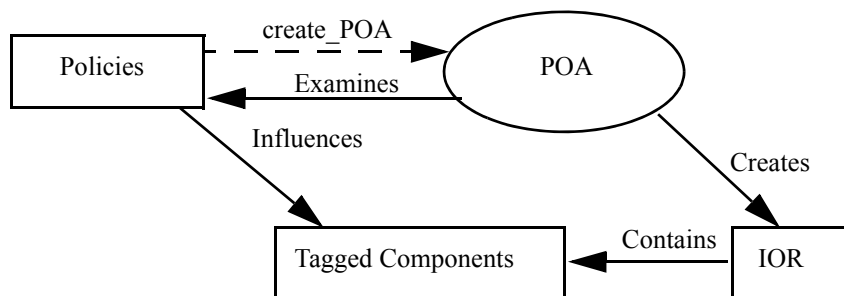 create_POA
Policies
POA
Examines
Influences
Creates
Contains
Tagged Components
IOR